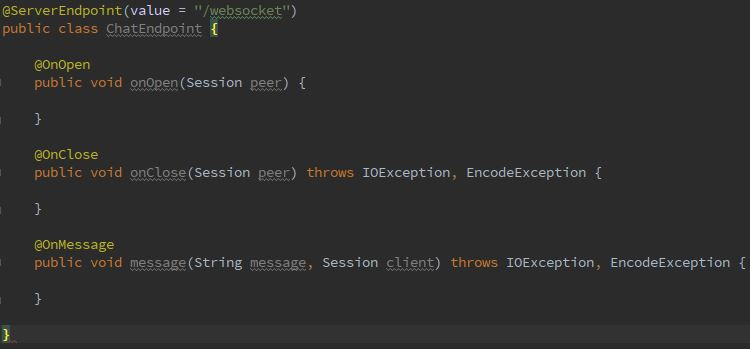 @ServerEndpoint(value = "/websocket")
public class ChatEndpoint {
@OnOpen
public void onOpen(Session peer) {
}
@OnClose
public void onClose(Session peer) throws IOException, EncodeException {
}
@OnMessage
public void message(String message, Session client) throws IOException, EncodeException {
}
}